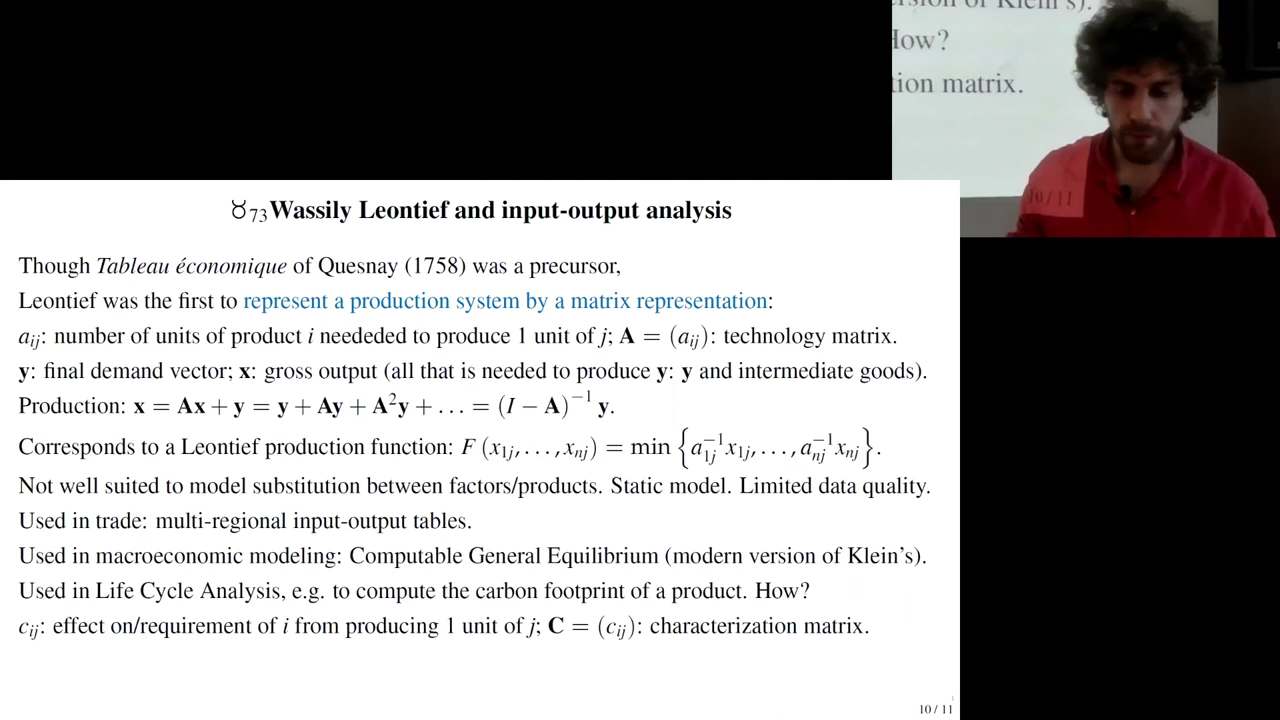 How?
tion matrix.
10/11
♉73 Wassily Leontief and input-output analysis
Though Tableau économique of Quesnay (1758) was a precursor,
Leontief was the first to represent a production system by a matrix representation:
aij: number of units of product i neededed to produce 1 unit of j; A = (aij): technology matrix.
y: final demand vector; x: gross output (all that is needed to produce y: y and intermediate goods).
Production: x = Ax + y = y + Ay + A²y + … = (I − A)⁻¹ y.
Corresponds to a Leontief production function: F (x1j, …, xnj) = min {a1j⁻¹x1j, …, anj⁻¹xnj}.
Not well suited to model substitution between factors/products. Static model. Limited data quality.
Used in trade: multi-regional input-output tables.
Used in macroeconomic modeling: Computable General Equilibrium (modern version of Klein's).
Used in Life Cycle Analysis, e.g. to compute the carbon footprint of a product. How?
cij: effect on/requirement of i from producing 1 unit of j; C = (cij): characterization matrix.
10 / 11